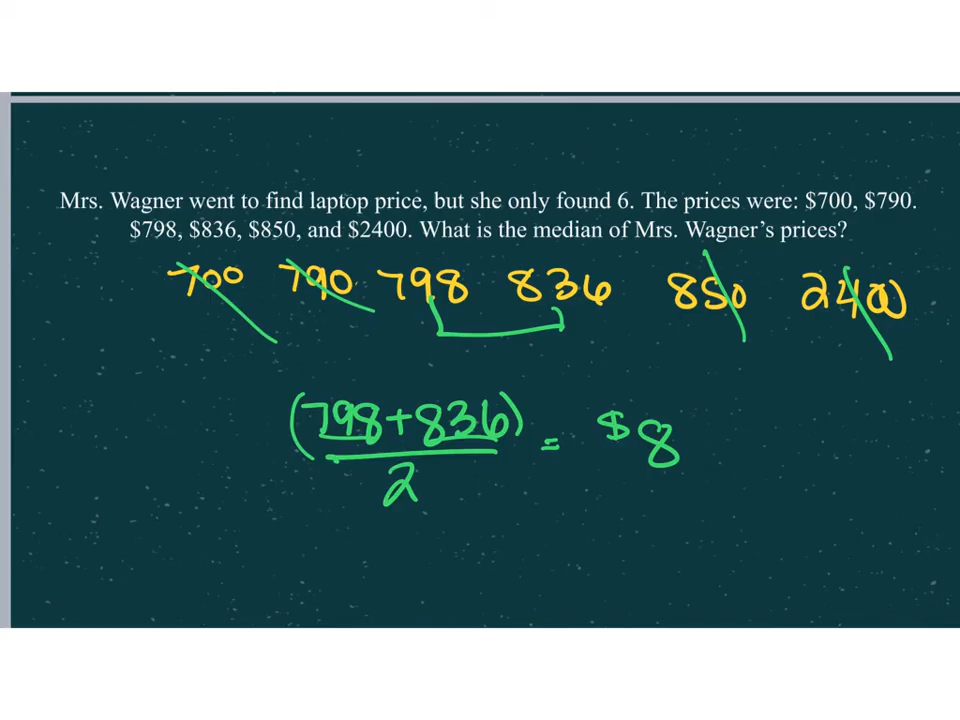 Mrs. Wagner went to find laptop price, but she only found 6. The prices were: $700, $790.
$798, $836, $850, and $2400. What is the median of Mrs. Wagner's prices?
700 790 798 836 850 2400
(798+836) = $8
2